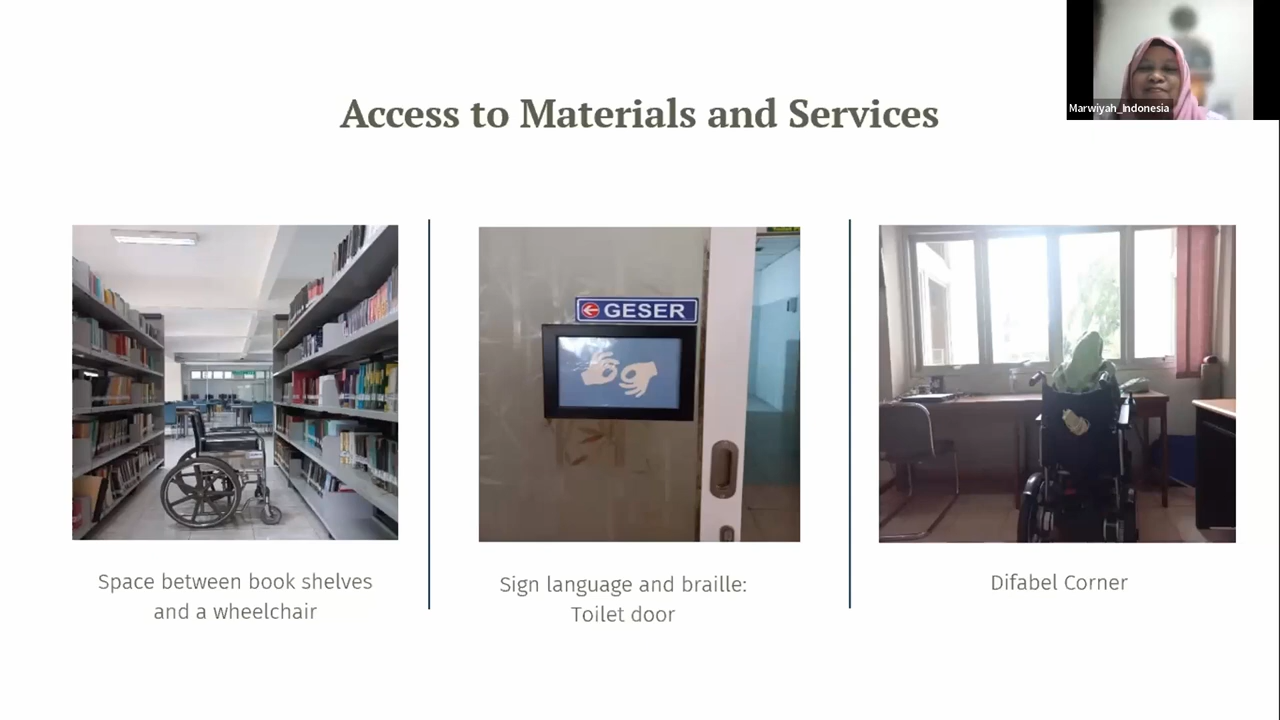 Marwiyah_Indonesia
Access to Materials and Services
GESER
Space between book shelves
and a wheelchair
Sign language and braille:
Toilet door
Difabel Corner